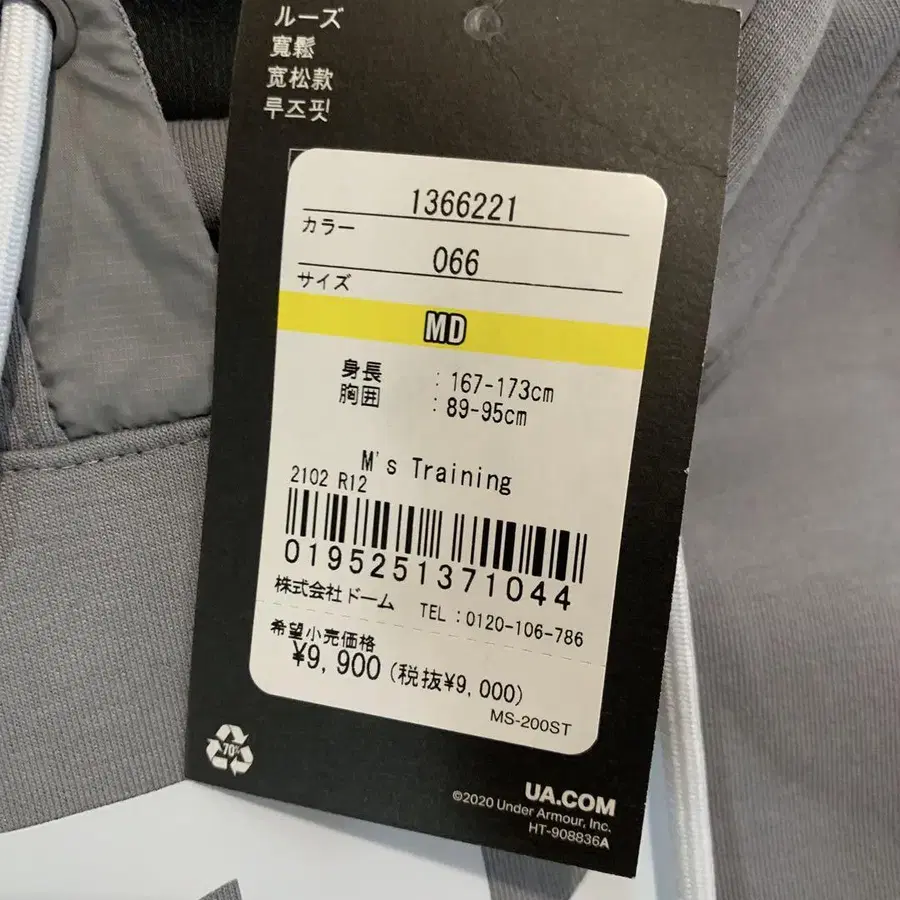 ルーズ
寬鬆
宽松款
루즈핏
1366221
カラー
066
サイズ
MD
身長 : 167-173cm
胸囲 : 89-95cm
M's Training
2102 R12
0195251371044
株式会社ドーム TEL : 0120-106-786
希望小売価格
¥9,900 (税抜¥9,000)
MS-200ST
70%
UA.COM
©2020 Under Armour, Inc.
HT-908836A